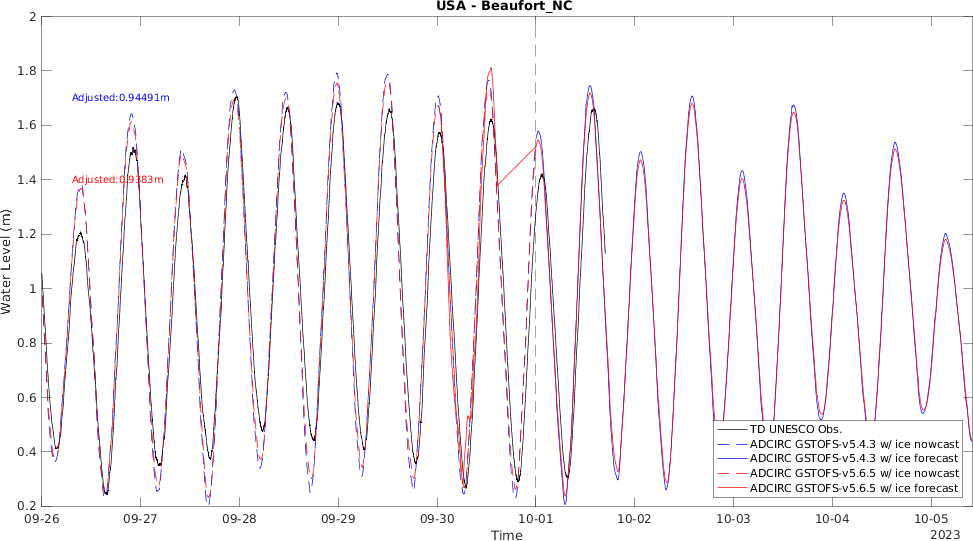 USA - Beaufort_NC
2
1.8
1.6
1.4
1.2
1
0.8
0.6
0.4
0.2
Water Level (m)
Adjusted:0.94491m
Adjusted:0.9383m
TD UNESCO Obs.
ADCIRC GSTOFS-v5.4.3 w/ ice nowcast
ADCIRC GSTOFS-v5.4.3 w/ ice forecast
ADCIRC GSTOFS-v5.6.5 w/ ice nowcast
ADCIRC GSTOFS-v5.6.5 w/ ice forecast
09-26 09-27 09-28 09-29 09-30 10-01 10-02 10-03 10-04 10-05
Time
2023